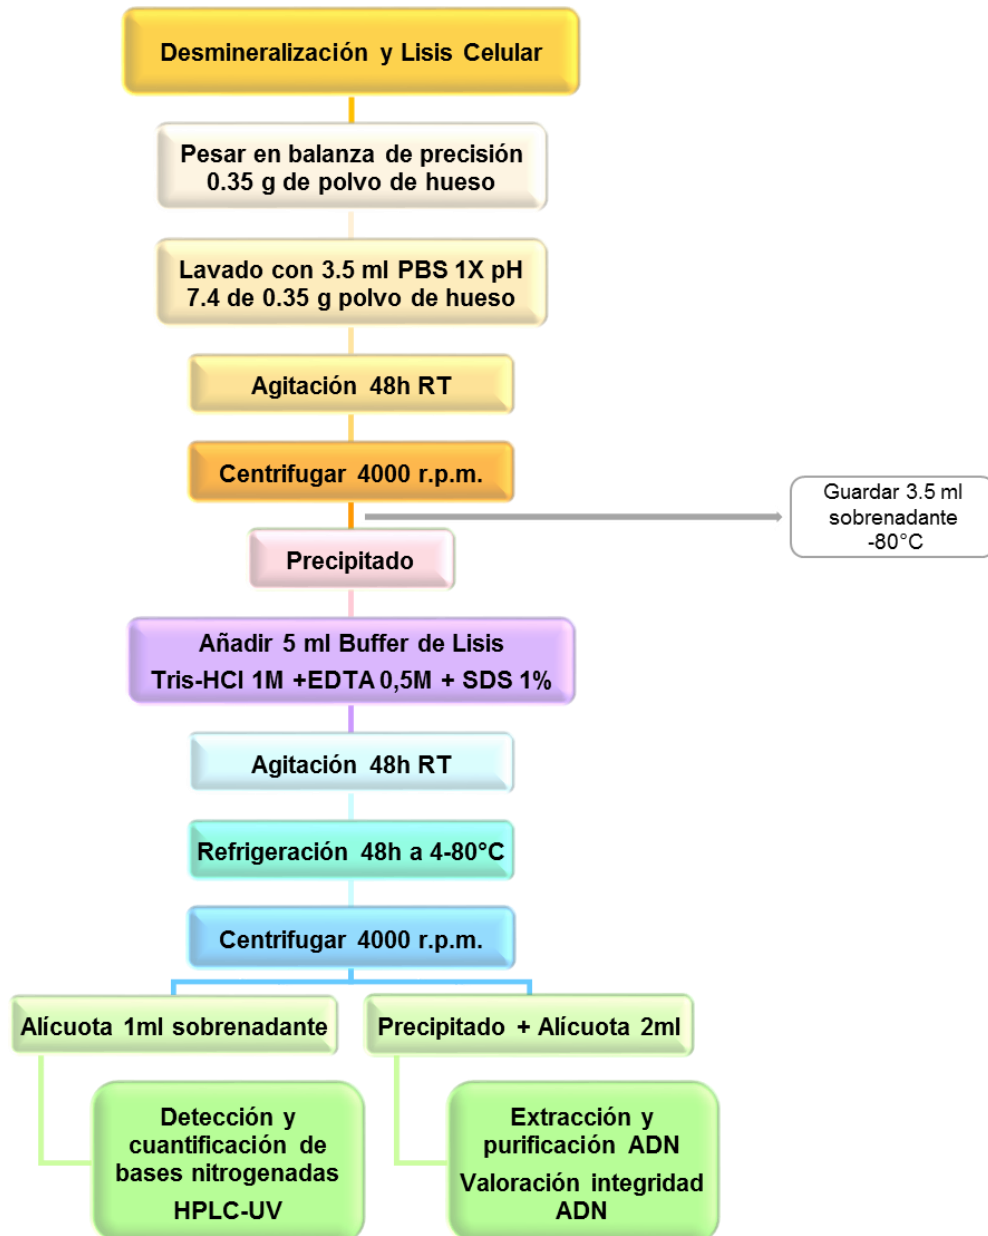 Desmineralización y Lisis Celular
Pesar en balanza de precisión
0.35 g de polvo de hueso
Lavado con 3.5 ml PBS 1X pH
7.4 de 0.35 g polvo de hueso
Agitación 48h RT
Centrifugar 4000 r.p.m.
Guardar 3.5 ml
sobrenadante
-80°C
Precipitado
Añadir 5 ml Buffer de Lisis
Tris-HCl 1M +EDTA 0,5M + SDS 1%
Agitación 48h RT
Refrigeración 48h a 4-80°C
Centrifugar 4000 r.p.m.
Alícuota 1ml sobrenadante
Detección y
cuantificación de
bases nitrogenadas
HPLC-UV
Precipitado + Alícuota 2ml
Extracción y
purificación ADN
Valoración integridad
ADN